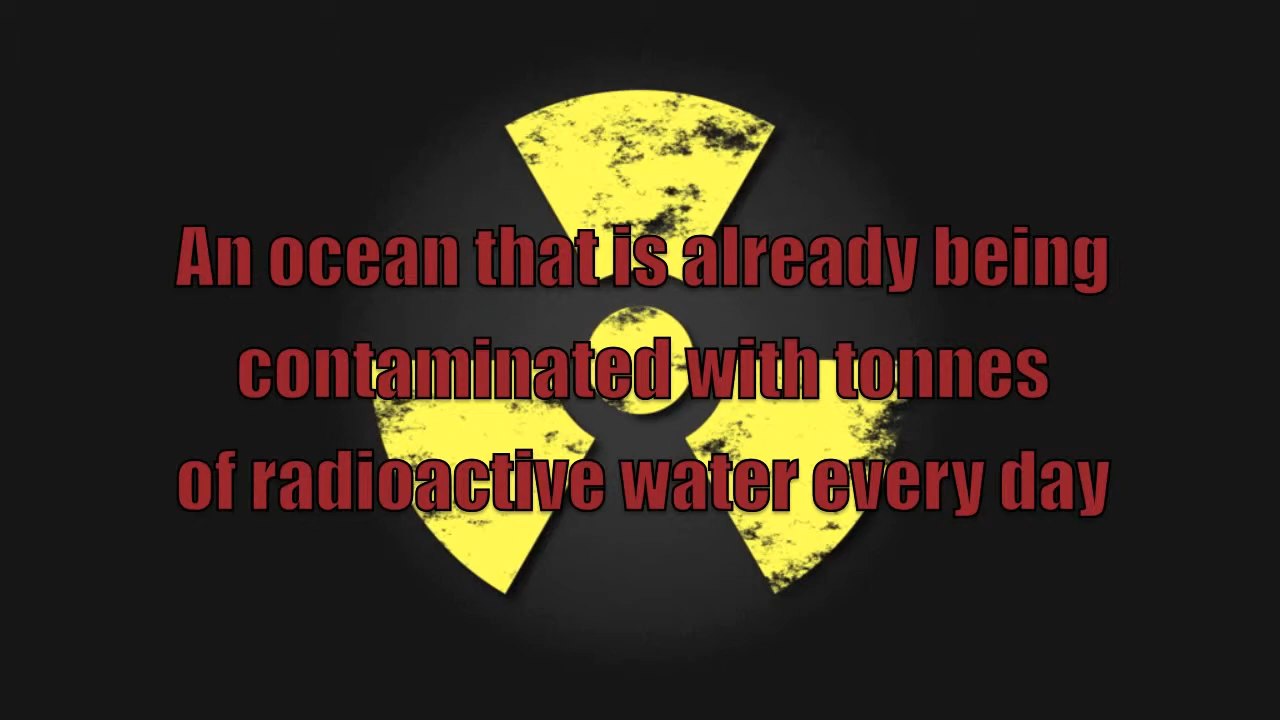 An ocean that is already being
contaminated with tonnes
of radioactive water every day